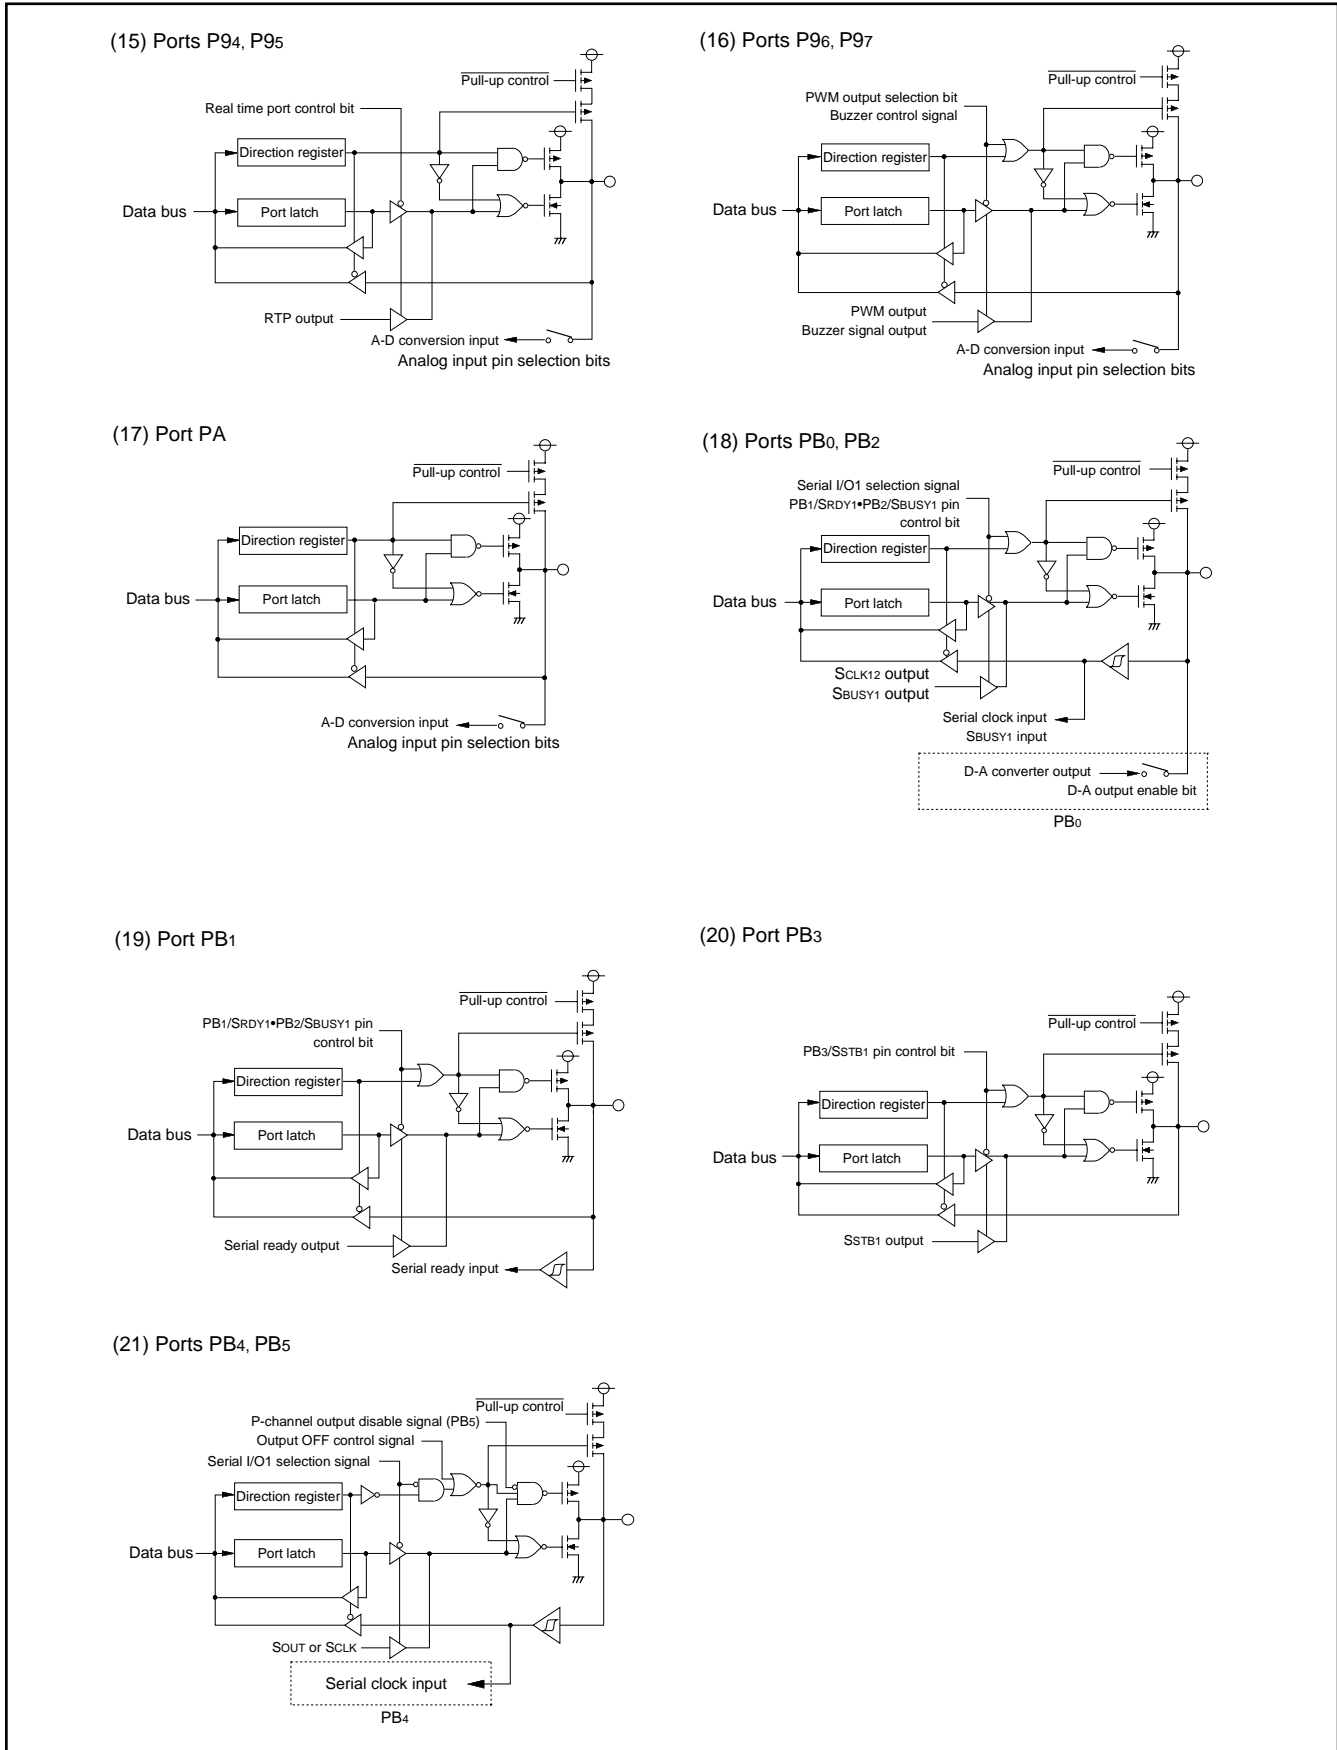 (15) Ports P94, P95
Pull-up control
Real time port control bit
Direction register
Data bus
Port latch
RTP output
A-D conversion input
Analog input pin selection bits
(16) Ports P96, P97
Pull-up control
PWM output selection bit
Buzzer control signal
Direction register
Data bus
Port latch
PWM output
Buzzer signal output
A-D conversion input
Analog input pin selection bits
(17) Port PA
Pull-up control
Direction register
Data bus
Port latch
A-D conversion input
Analog input pin selection bits
(18) Ports PB0, PB2
Pull-up control
Serial I/O1 selection signal
PB1/SRDY1•PB2/SBUSY1 pin
control bit
Direction register
Data bus
Port latch
SCLK12 output
SBUSY1 output
Serial clock input
SBUSY1 input
D-A converter output
D-A output enable bit
PB0
(19) Port PB1
Pull-up control
PB1/SRDY1•PB2/SBUSY1 pin
control bit
Direction register
Data bus
Port latch
Serial ready output
Serial ready input
(20) Port PB3
Pull-up control
PB3/SSTB1 pin control bit
Direction register
Data bus
Port latch
SSTB1 output
(21) Ports PB4, PB5
Pull-up control
P-channel output disable signal (PB5)
Output OFF control signal
Serial I/O1 selection signal
Direction register
Data bus
Port latch
SOUT or SCLK
Serial clock input
PB4